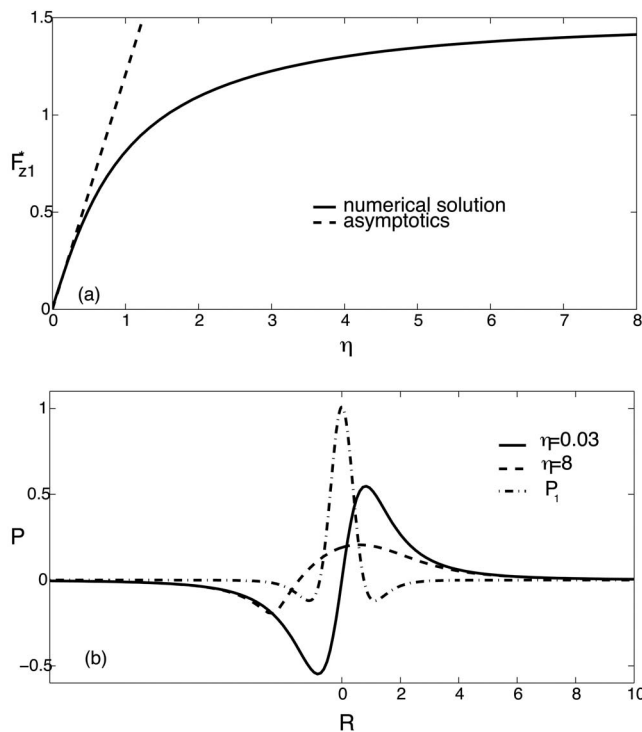 1.5
1
F*z1
0.5
numerical solution
asymptotics
(a)
0
0 1 2 3 4 5 6 7 8
η
1
η=0.03
η=8
P1
0.5
P
0
−0.5
(b)
0 2 4 6 8 10
R